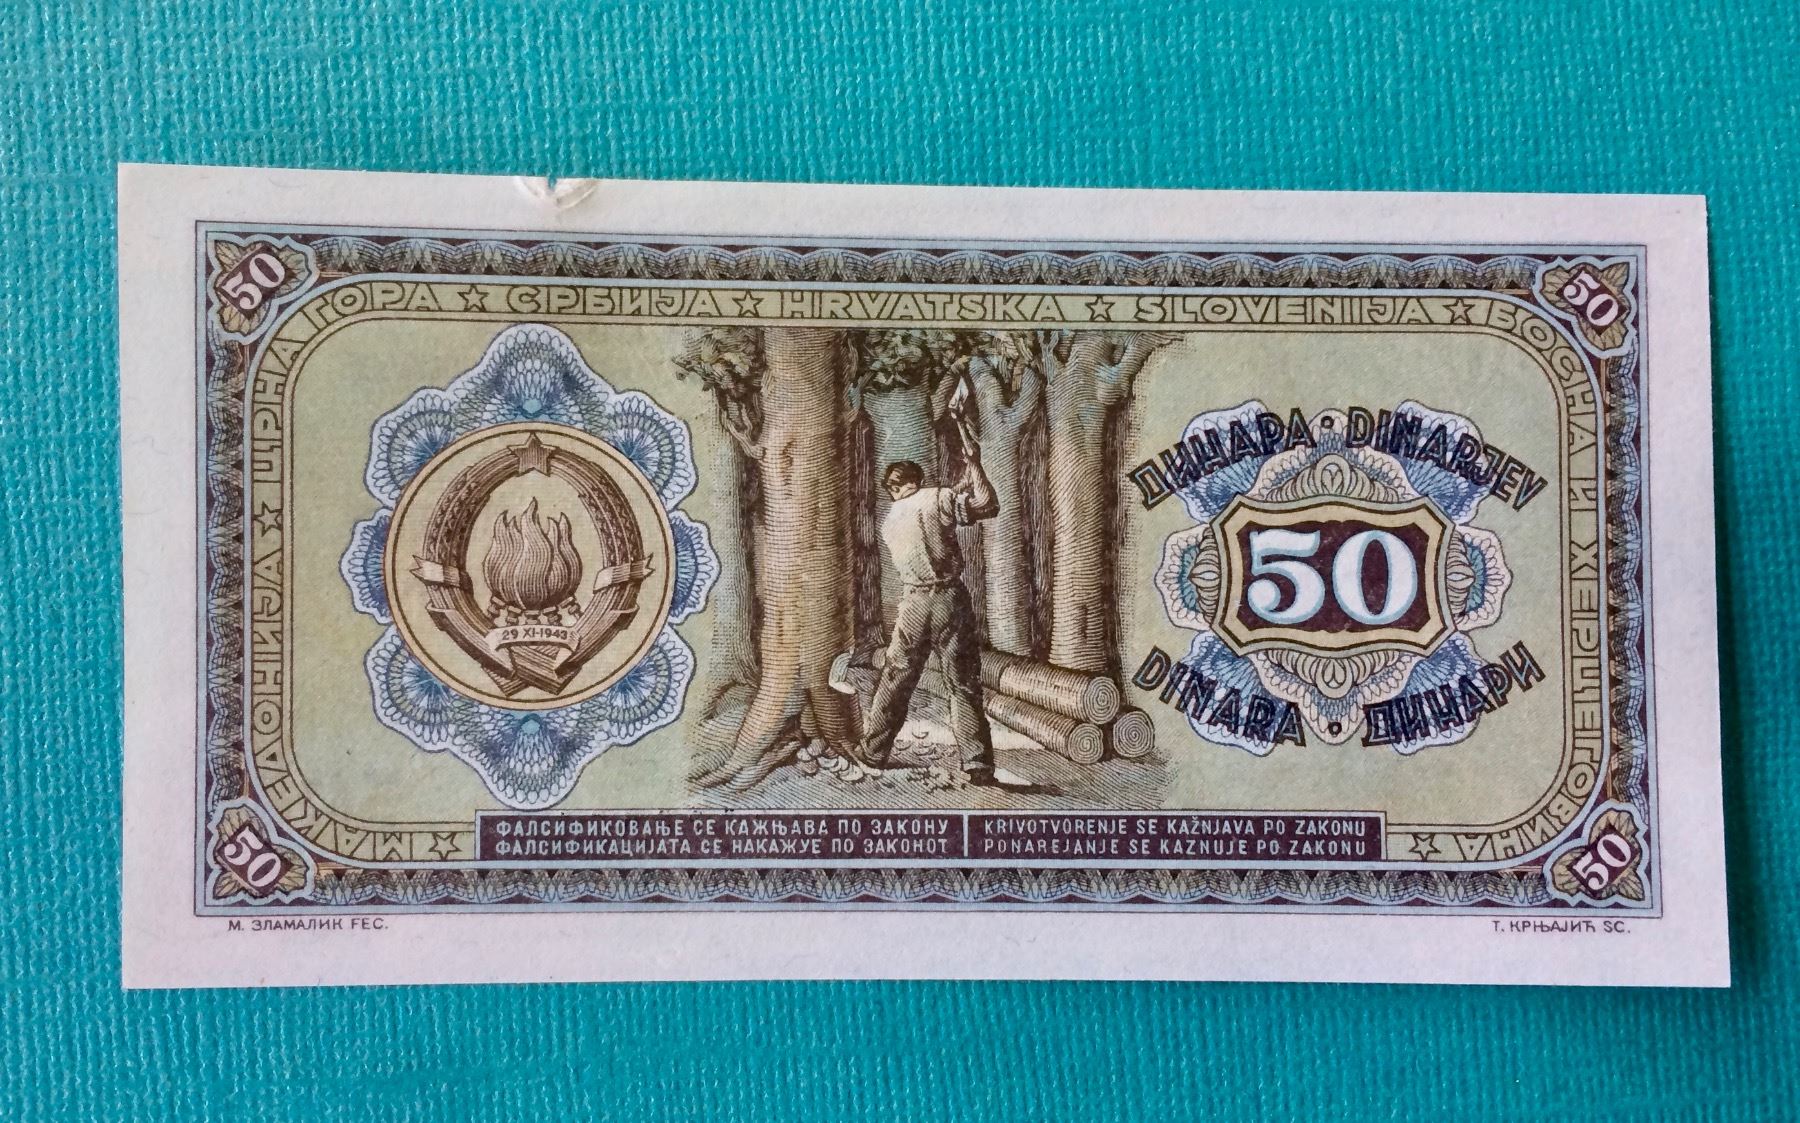 50
50
МАКЕДОНИЈА ★ ЦРНА ГОРА ★ СРБИЈА ★ HRVATSKA ★ SLOVENIJA ★ БОСНА И ХЕРЦЕГОВИНА ★
ДИНАРА • DINARJEV
50
DINARA • ДИНАРИ
29·XI·1943
ФАЛСИФИКОВАЊЕ СЕ КАЖЊАВА ПО ЗАКОНУ
ФАЛСИФИКАЦИЈАТА СЕ НАКАЖУЕ ПО ЗАКОНОТ
KRIVOTVORENJE SE KAŽNJAVA PO ZAKONU
PONAREJANJE SE KAZNUJE PO ZAKONU
50
50
М. ЗЛАМАЛИК FEC.
Т. КРЊАЈИЋ SC.